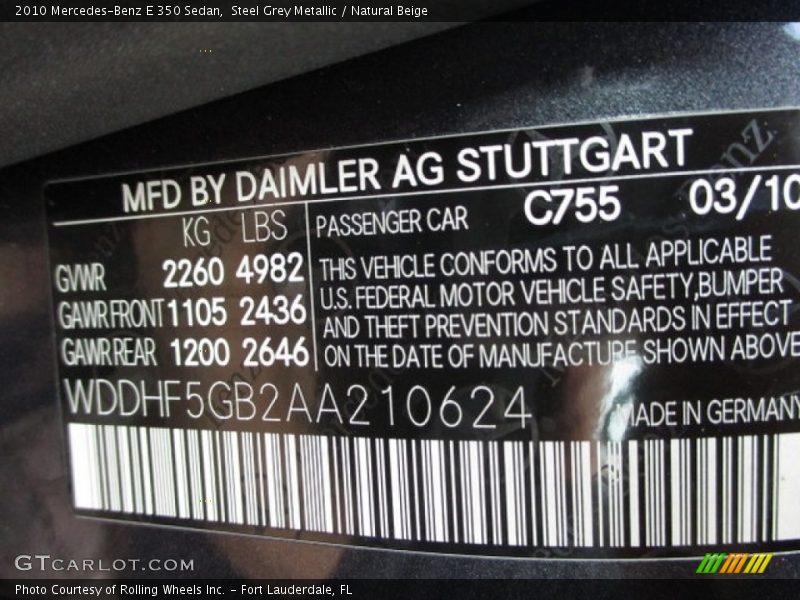 2010 Mercedes-Benz E 350 Sedan,  Steel Grey Metallic / Natural Beige
MFD BY DAIMLER AG STUTTGART
KG LBS PASSENGER CAR C755 03/10
GVWR 2260 4982
GAWR FRONT 1105 2436
GAWR REAR 1200 2646
THIS VEHICLE CONFORMS TO ALL APPLICABLE
U.S. FEDERAL MOTOR VEHICLE SAFETY, BUMPER
AND THEFT PREVENTION STANDARDS IN EFFECT
ON THE DATE OF MANUFACTURE SHOWN ABOVE
WDDHF5GB2AA210624
MADE IN GERMANY
GTCARLOT.COM
Photo Courtesy of Rolling Wheels Inc. - Fort Lauderdale, FL